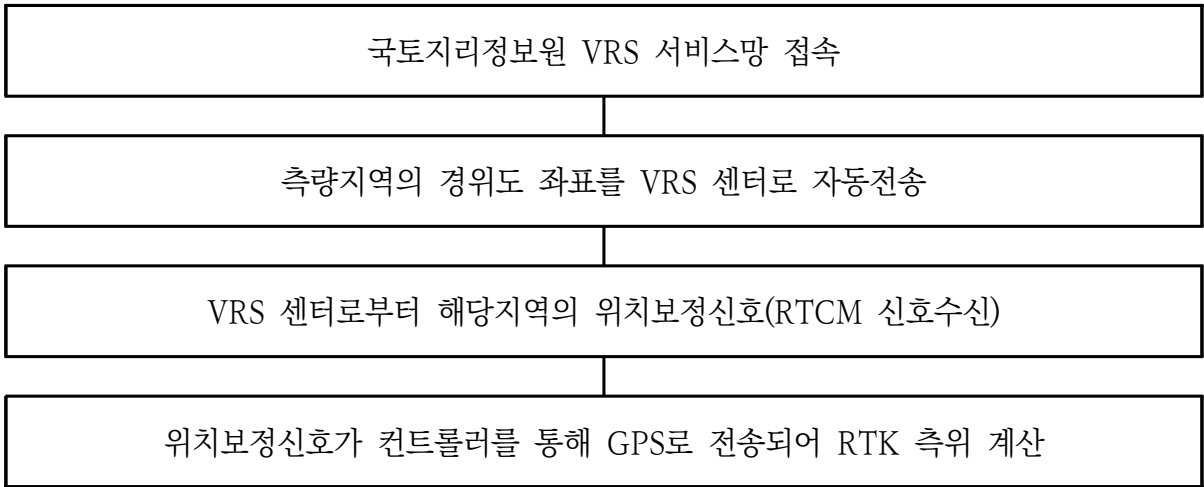 국토지리정보원 VRS 서비스망 접속
측량지역의 경위도 좌표를 VRS 센터로 자동전송
VRS 센터로부터 해당지역의 위치보정신호(RTCM 신호수신)
위치보정신호가 컨트롤러를 통해 GPS로 전송되어 RTK 측위 계산